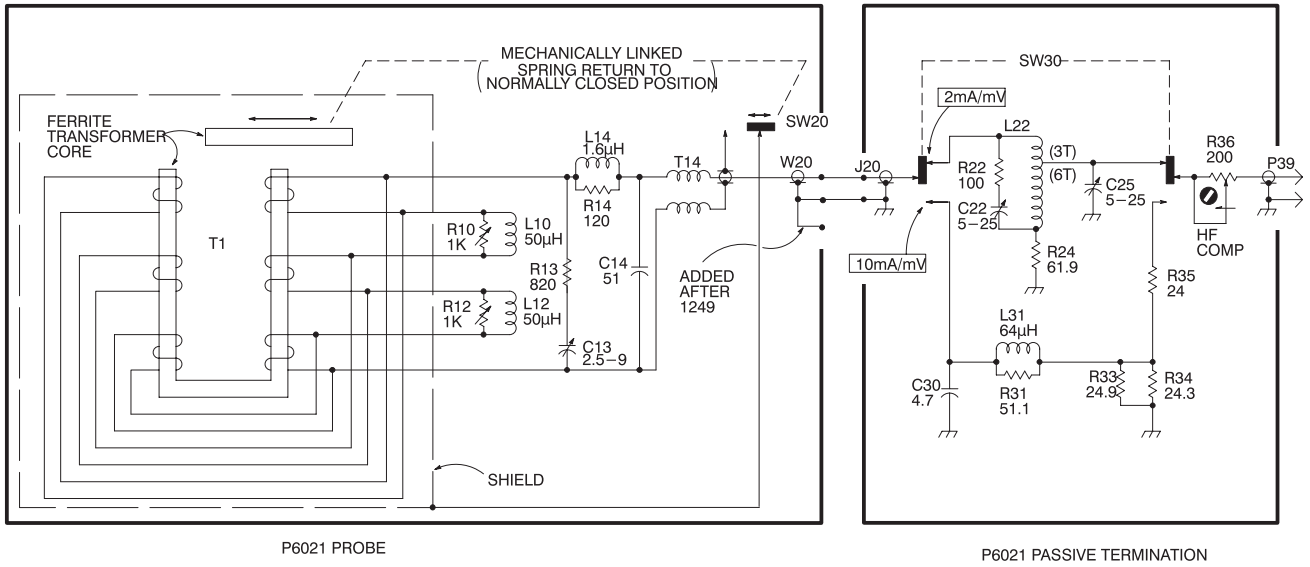 MECHANICALLY LINKED
SPRING RETURN TO
NORMALLY CLOSED POSITION
FERRITE
TRANSFORMER
CORE
T1
SHIELD
R10
1K
L10
50µH
R12
1K
L12
50µH
L14
1.6µH
R14
120
R13
820
C13
2.5–9
C14
51
T14
SW20
W20
J20
ADDED
AFTER
1249
P6021 PROBE
SW30
2mA/mV
10mA/mV
L22
R22
100
C22
5–25
(3T)
(6T)
C25
5–25
R24
61.9
R36
200
P39
HF
COMP
R35
24
L31
64µH
R31
51.1
C30
4.7
R33
24.9
R34
24.3
P6021 PASSIVE TERMINATION